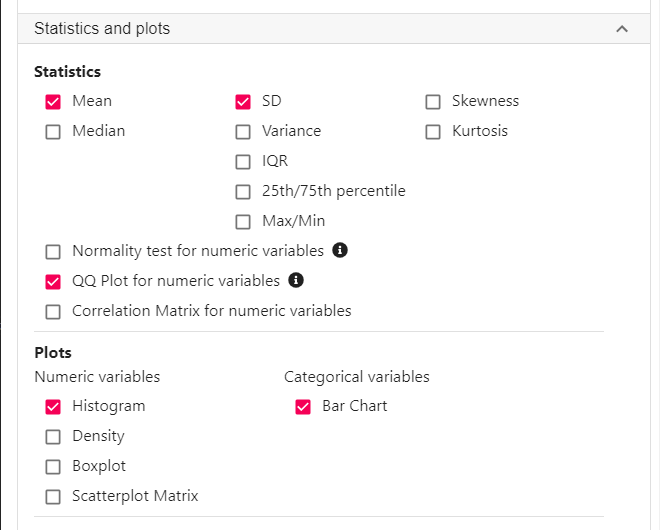 Statistics and plots
Statistics
Mean SD Skewness
Median Variance Kurtosis
IQR
25th/75th percentile
Max/Min
Normality test for numeric variables
QQ Plot for numeric variables
Correlation Matrix for numeric variables
Plots
Numeric variables Categorical variables
Histogram Bar Chart
Density
Boxplot
Scatterplot Matrix